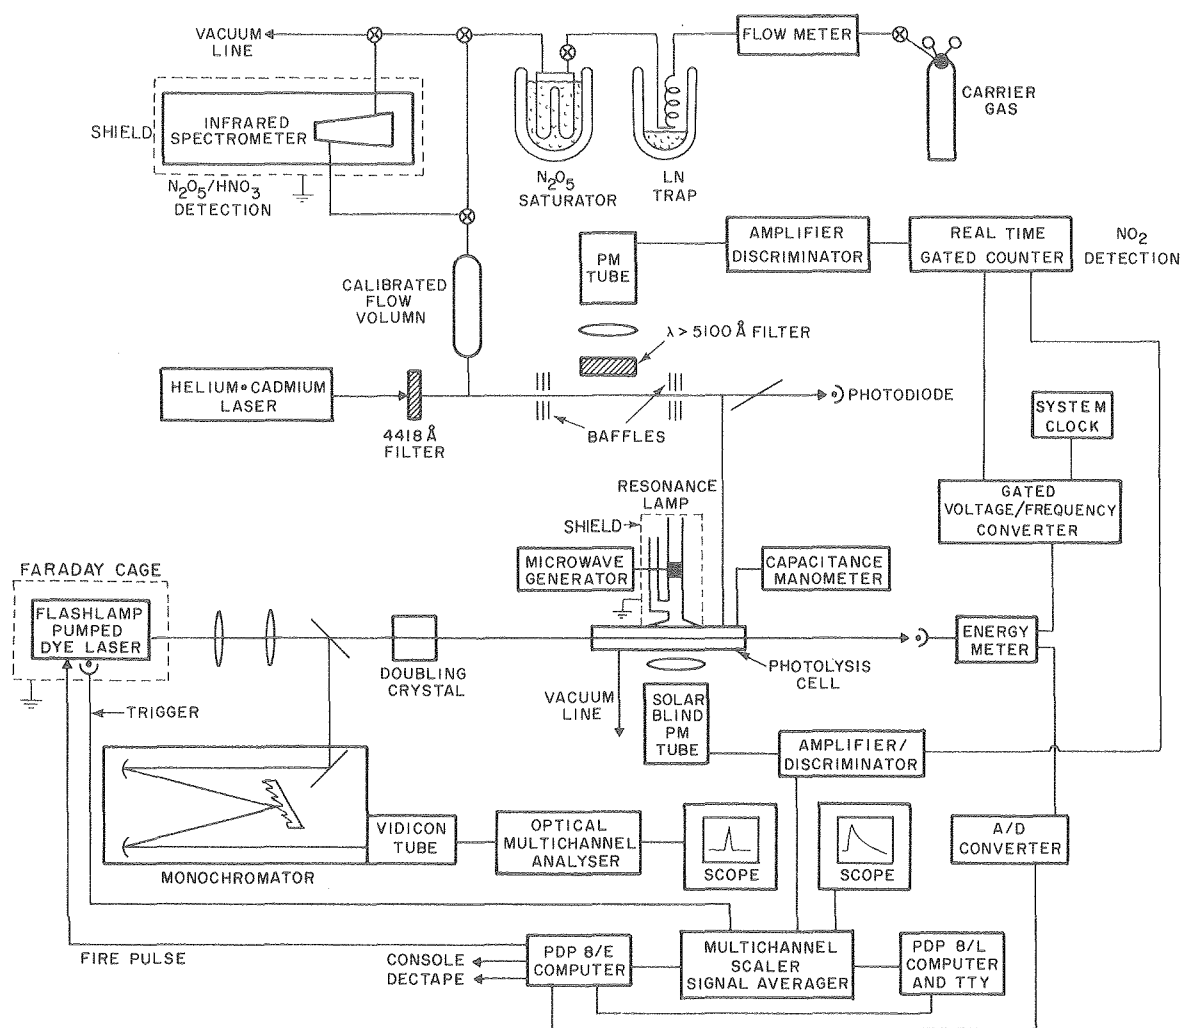 VACUUM
LINE
FLOW METER
CARRIER
GAS
SHIELD
INFRARED
SPECTROMETER
N2O5/HNO3
DETECTION
N2O5
SATURATOR
LN
TRAP
PM
TUBE
AMPLIFIER
DISCRIMINATOR
REAL TIME
GATED COUNTER
NO2
DETECTION
CALIBRATED
FLOW
VOLUMN
λ > 5100 Å FILTER
HELIUM•CADMIUM
LASER
4418 Å
FILTER
BAFFLES
PHOTODIODE
SYSTEM
CLOCK
RESONANCE
LAMP
SHIELD
GATED
VOLTAGE/FREQUENCY
CONVERTER
MICROWAVE
GENERATOR
CAPACITANCE
MANOMETER
FARADAY CAGE
FLASHLAMP
PUMPED
DYE LASER
DOUBLING
CRYSTAL
ENERGY
METER
PHOTOLYSIS
CELL
TRIGGER
VACUUM
LINE
SOLAR
BLIND
PM
TUBE
AMPLIFIER/
DISCRIMINATOR
VIDICON
TUBE
OPTICAL
MULTICHANNEL
ANALYSER
SCOPE
SCOPE
A/D
CONVERTER
MONOCHROMATOR
FIRE PULSE
CONSOLE
DECTAPE
PDP 8/E
COMPUTER
MULTICHANNEL
SCALER
SIGNAL AVERAGER
PDP 8/L
COMPUTER
AND TTY